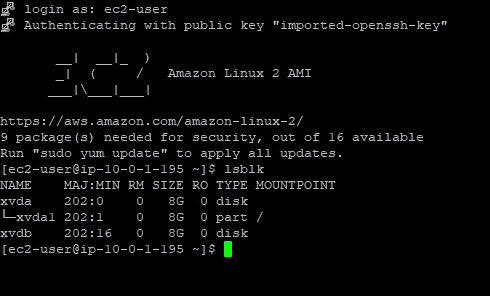 login as: ec2-user
Authenticating with public key "imported-openssh-key"
       __|  __|_  )
       _|  (     /   Amazon Linux 2 AMI
      ___|\___|___|
https://aws.amazon.com/amazon-linux-2/
9 package(s) needed for security, out of 16 available
Run "sudo yum update" to apply all updates.
[ec2-user@ip-10-0-1-195 ~]$ lsblk
NAME    MAJ:MIN RM SIZE RO TYPE MOUNTPOINT
xvda    202:0    0   8G  0 disk
└─xvda1 202:1    0   8G  0 part /
xvdb    202:16   0   8G  0 disk
[ec2-user@ip-10-0-1-195 ~]$